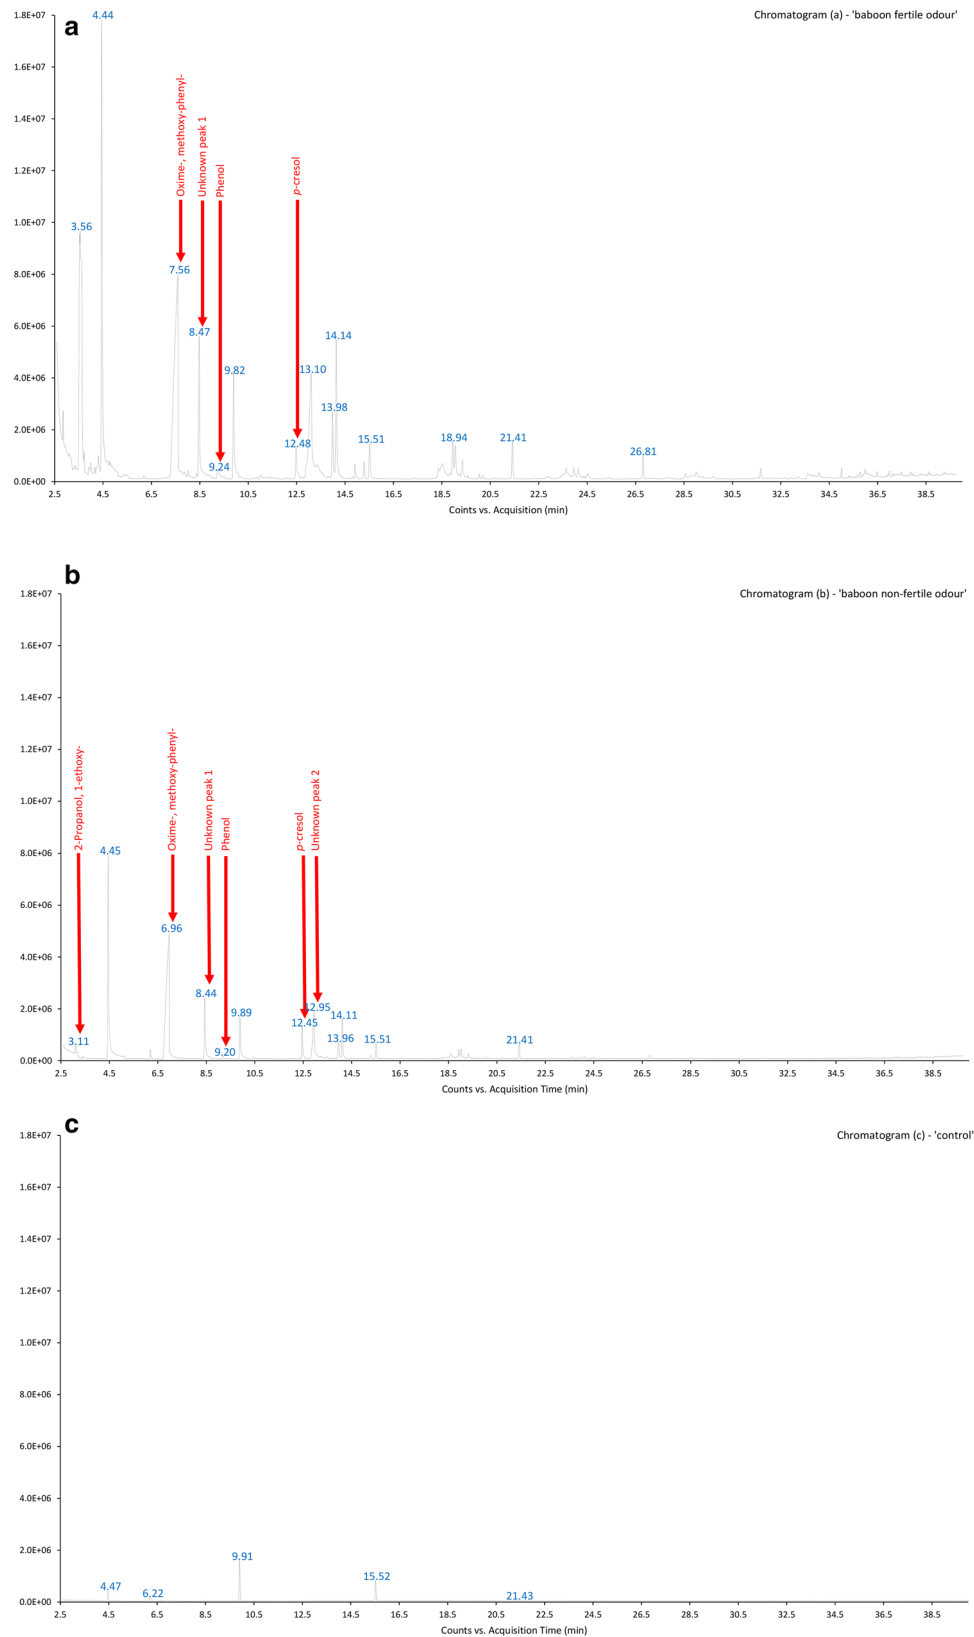 a
Chromatogram (a) - 'baboon fertile odour'
1.8E+07
1.6E+07
1.4E+07
1.2E+07
1.0E+07
8.0E+06
6.0E+06
4.0E+06
2.0E+06
0.0E+00
Oxime-, methoxy-phenyl-
Unknown peak 1
Phenol
p-cresol
3.56
4.44
7.56
8.47
9.24
9.82
12.48
13.10
13.98
14.14
15.51
18.94
21.41
26.81
2.5 4.5 6.5 8.5 10.5 12.5 14.5 16.5 18.5 20.5 22.5 24.5 26.5 28.5 30.5 32.5 34.5 36.5 38.5
Coints vs. Acquisition (min)
b
Chromatogram (b) - 'baboon non-fertile odour'
1.8E+07
1.6E+07
1.4E+07
1.2E+07
1.0E+07
8.0E+06
6.0E+06
4.0E+06
2.0E+06
0.0E+00
2-Propanol, 1-ethoxy-
Oxime-, methoxy-phenyl-
Unknown peak 1
Phenol
p-cresol
Unknown peak 2
3.11
4.45
6.96
8.44
9.20
9.89
12.45
12.95
13.96
14.11
15.51
21.41
2.5 4.5 6.5 8.5 10.5 12.5 14.5 16.5 18.5 20.5 22.5 24.5 26.5 28.5 30.5 32.5 34.5 36.5 38.5
Counts vs. Acquisition Time (min)
c
Chromatogram (c) - 'control'
1.8E+07
1.6E+07
1.4E+07
1.2E+07
1.0E+07
8.0E+06
6.0E+06
4.0E+06
2.0E+06
0.0E+00
4.47
6.22
9.91
15.52
21.43
2.5 4.5 6.5 8.5 10.5 12.5 14.5 16.5 18.5 20.5 22.5 24.5 26.5 28.5 30.5 32.5 34.5 36.5 38.5
Counts vs. Acquisition Time (min)